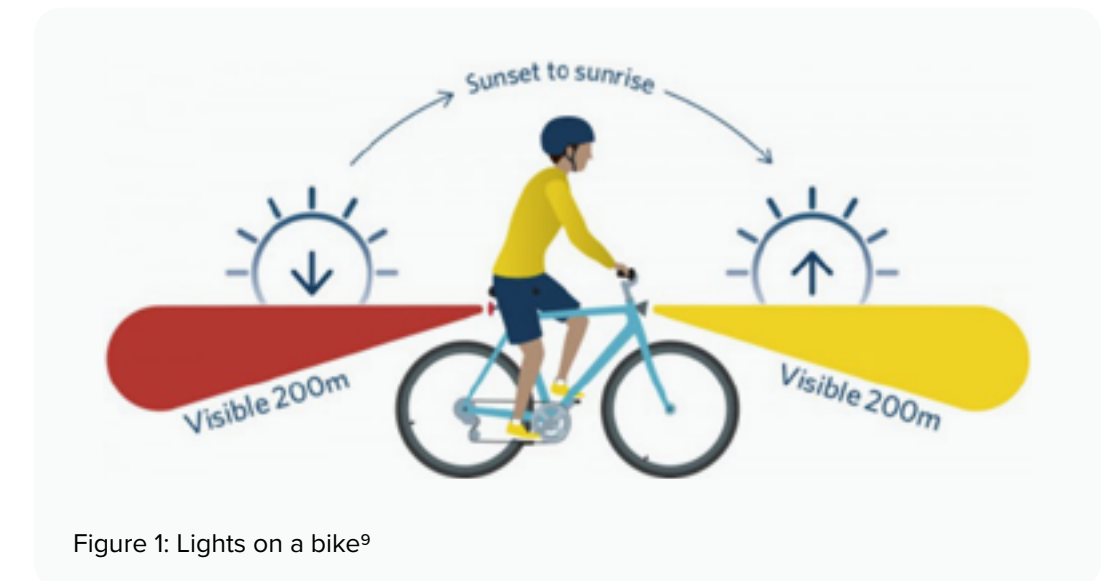 Sunset to sunrise
Visible 200m
Visible 200m
Figure 1: Lights on a bike⁹